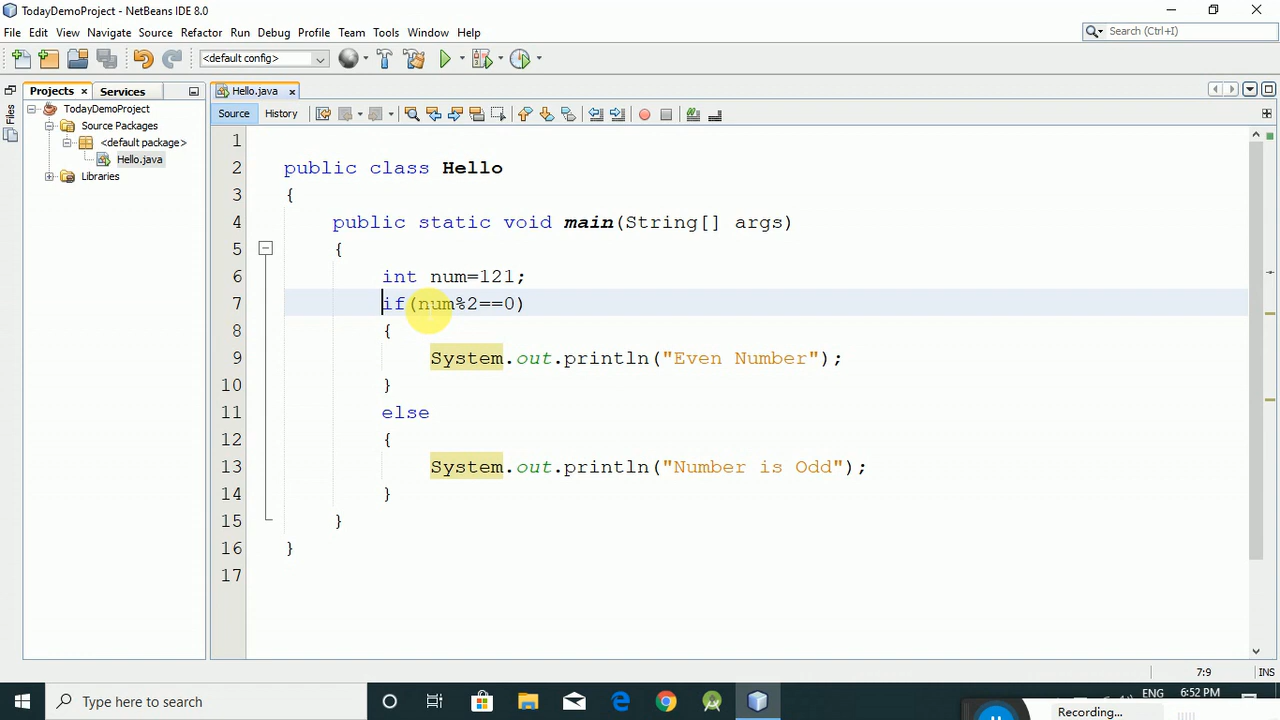 TodayDemoProject - NetBeans IDE 8.0
File Edit View Navigate Source Refactor Run Debug Profile Team Tools Window Help
Search (Ctrl+I)
<default config>
Projects
Services
Hello.java
Files
TodayDemoProject
Source Packages
<default package>
Hello.java
Libraries
Source
History
1
2 public class Hello
3 {
4 public static void main(String[] args)
5 {
6 int num=121;
7 if(num%2==0)
8 {
9 System.out.println("Even Number");
10 }
11 else
12 {
13 System.out.println("Number is Odd");
14 }
15 }
16 }
17
7:9 INS
Type here to search
ENG 6:52 PM
Recording...